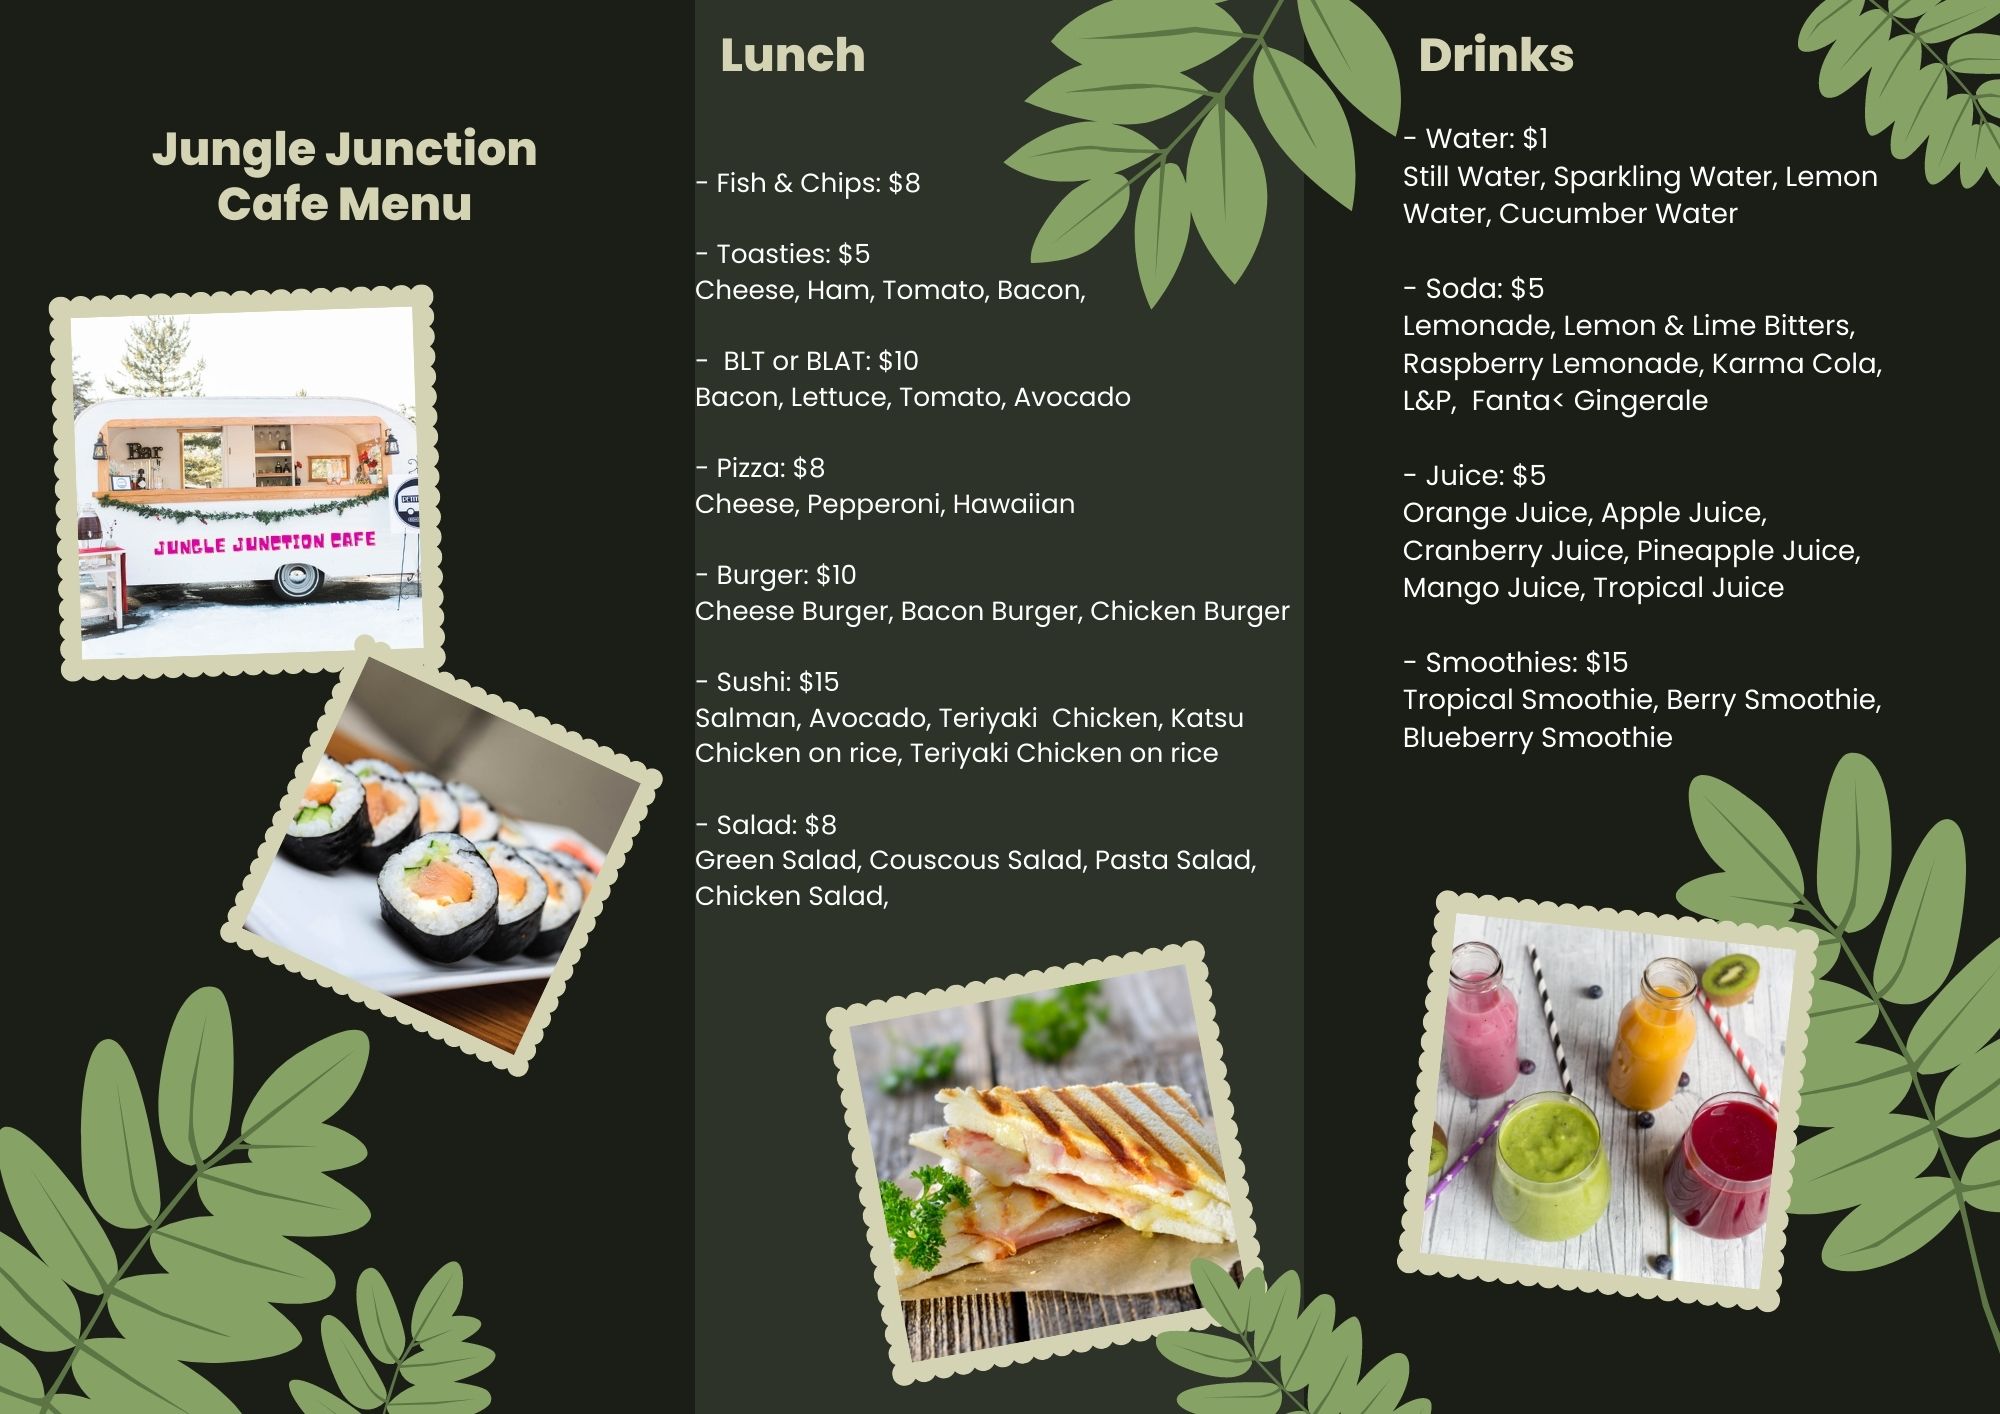 Jungle Junction
Cafe Menu
Bar
JUNGLE JUNCTION CAFE
Lunch
- Fish & Chips: $8
- Toasties: $5
Cheese, Ham, Tomato, Bacon,
-  BLT or BLAT: $10
Bacon, Lettuce, Tomato, Avocado
- Pizza: $8
Cheese, Pepperoni, Hawaiian
- Burger: $10
Cheese Burger, Bacon Burger, Chicken Burger
- Sushi: $15
Salman, Avocado, Teriyaki  Chicken, Katsu
Chicken on rice, Teriyaki Chicken on rice
- Salad: $8
Green Salad, Couscous Salad, Pasta Salad,
Chicken Salad,
Drinks
- Water: $1
Still Water, Sparkling Water, Lemon
Water, Cucumber Water
- Soda: $5
Lemonade, Lemon & Lime Bitters,
Raspberry Lemonade, Karma Cola,
L&P,  Fanta< Gingerale
- Juice: $5
Orange Juice, Apple Juice,
Cranberry Juice, Pineapple Juice,
Mango Juice, Tropical Juice
- Smoothies: $15
Tropical Smoothie, Berry Smoothie,
Blueberry Smoothie